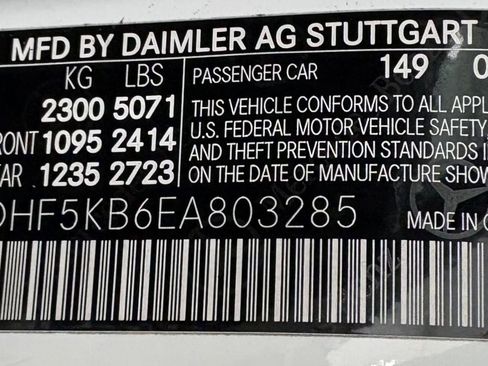 MFD BY DAIMLER AG STUTTGART
KG LBS PASSENGER CAR 149 0
2300 5071 THIS VEHICLE CONFORMS TO ALL APPL
RONT 1095 2414 U.S. FEDERAL MOTOR VEHICLE SAFETY,
AR 1235 2723 AND THEFT PREVENTION STANDARDS
ON THE DATE OF MANUFACTURE SHOW
DHF5KB6EA803285 MADE IN